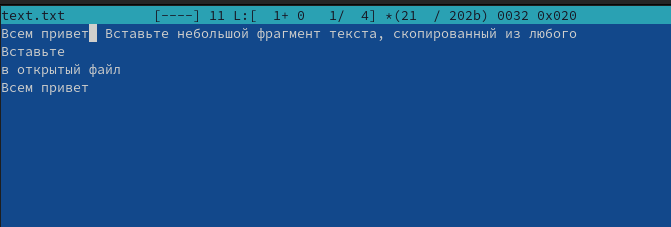 text.txt [----] 11 L:[ 1+ 0 1/ 4] *(21 / 202b) 0032 0x020
Всем привет Вставьте небольшой фрагмент текста, скопированный из любого
Вставьте
в открытый файл
Всем привет